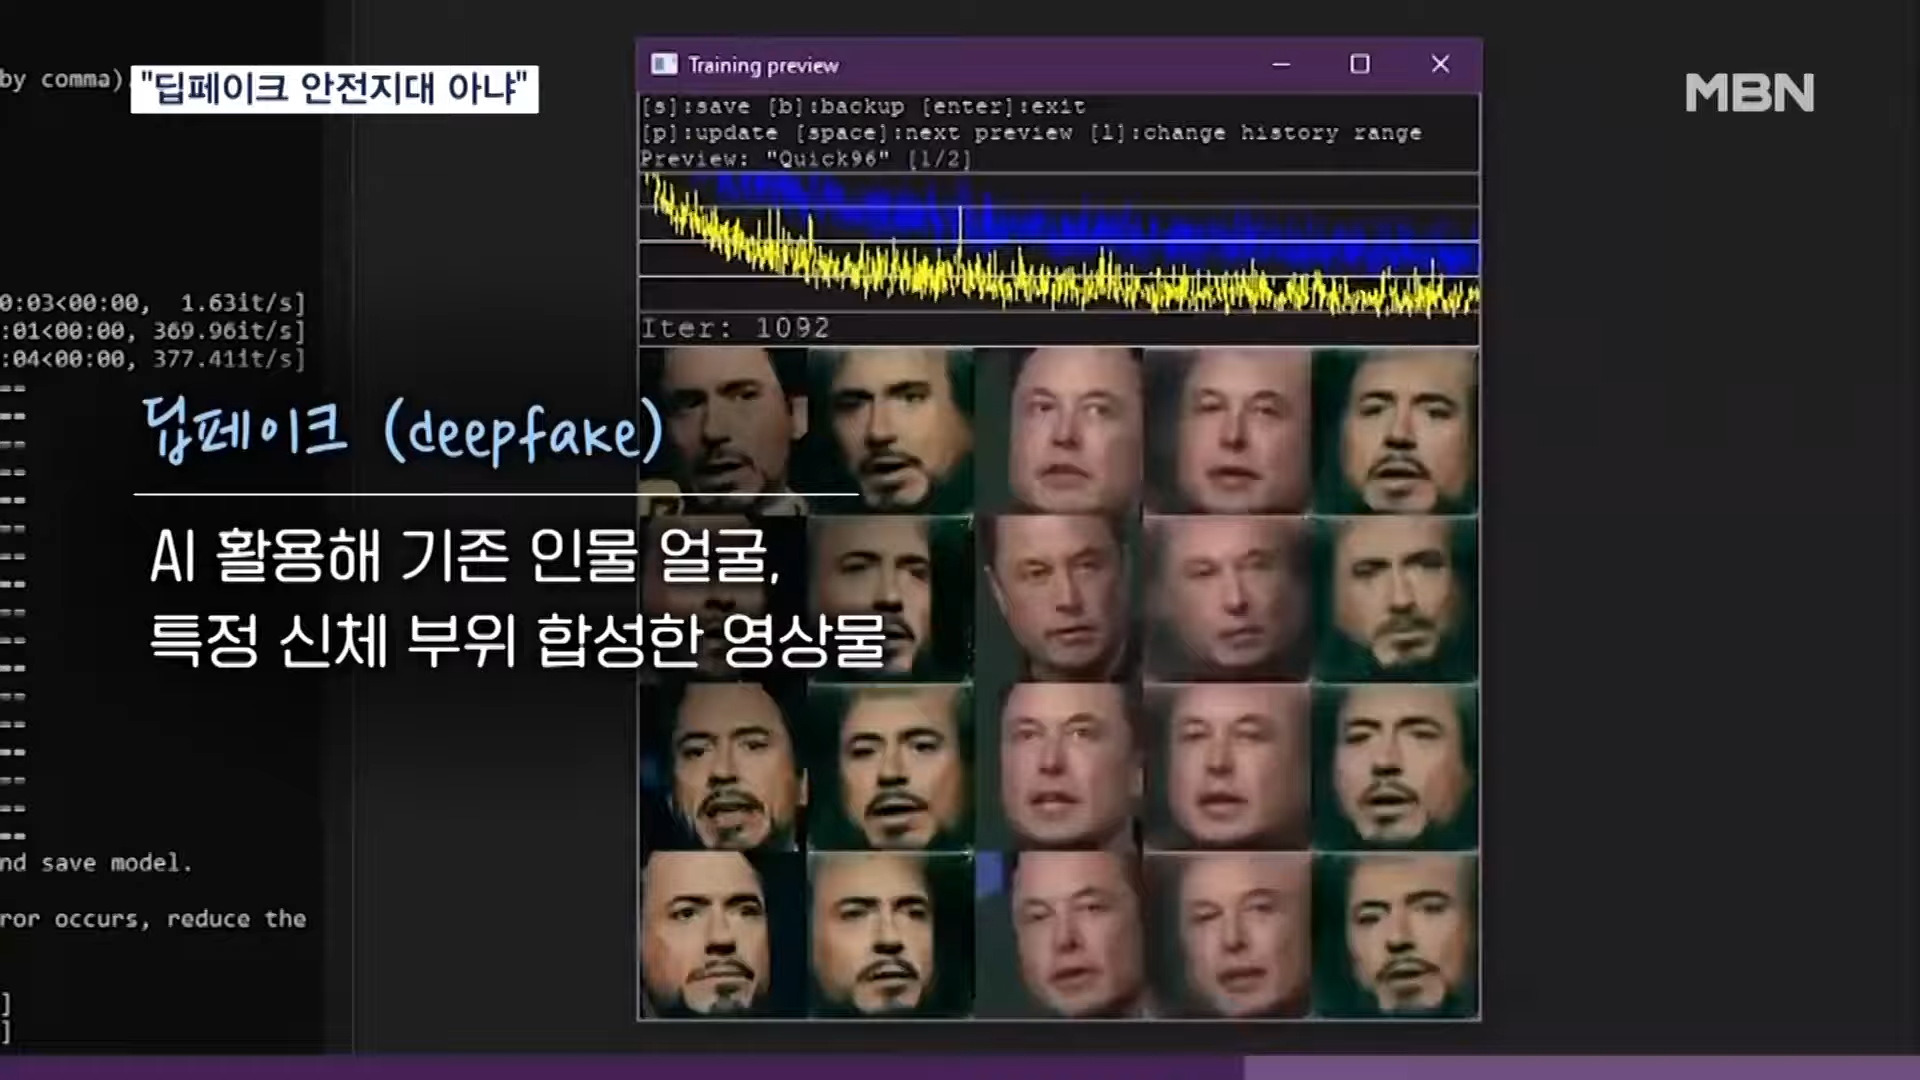 by comma)
"딥페이크 안전지대 아냐"
MBN
Training preview
[s]:save [b]:backup [enter]:exit
[p]:update [space]:next preview [l]:change history range
Preview: "Quick96" [1/2]
Iter: 1092
0:03<00:00, 1.63it/s]
:01<00:00, 369.96it/s]
:04<00:00, 377.41it/s]
딥페이크 (deepfake)
AI 활용해 기존 인물 얼굴,
특정 신체 부위 합성한 영상물
nd save model.
ror occurs, reduce the
]
]